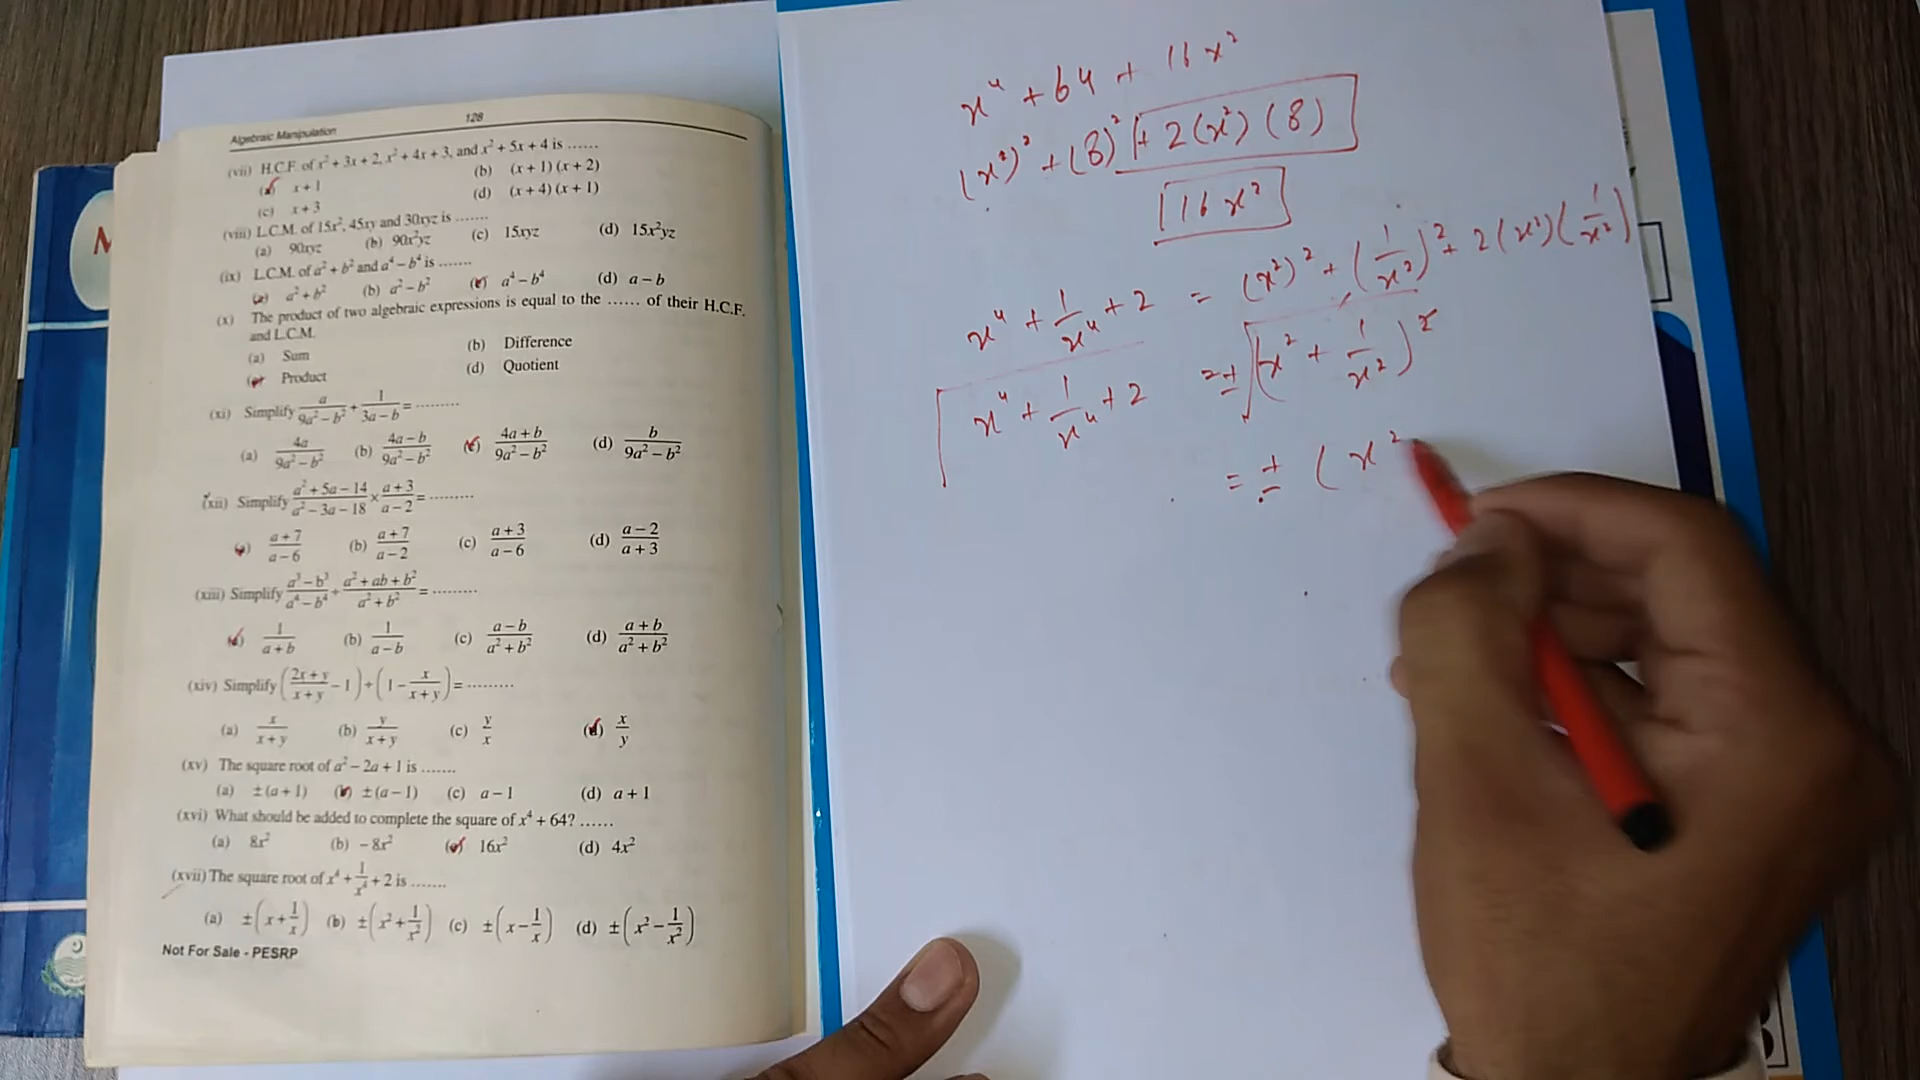 Algebraic Manipulation 128
(vii) H.C.F. of x² + 3x + 2, x² + 4x + 3, and x² + 5x + 4 is ......
(a) x + 1 (b) (x + 1) (x + 2)
(c) x + 3 (d) (x + 4) (x + 1)
(viii) L.C.M. of 15x², 45xy and 30xyz is .......
(a) 90xyz (b) 90x²yz (c) 15xyz (d) 15x²yz
(ix) L.C.M. of a² + b² and a⁴ − b⁴ is .......
(a) a² + b² (b) a² − b² (c) a⁴ − b⁴ (d) a − b
(x) The product of two algebraic expressions is equal to the ...... of their H.C.F.
and L.C.M.
(a) Sum (b) Difference
(c) Product (d) Quotient
(xi) Simplify a/(9a² − b²) + 1/(3a − b) = .........
(a) 4a/(9a² − b²) (b) (4a − b)/(9a² − b²) (c) (4a + b)/(9a² − b²) (d) b/(9a² − b²)
(xii) Simplify (a² + 5a − 14)/(a² − 3a − 18) × (a + 3)/(a − 2) = .........
(a) (a + 7)/(a − 6) (b) (a + 7)/(a − 2) (c) (a + 3)/(a − 6) (d) (a − 2)/(a + 3)
(xiii) Simplify (a³ − b³)/(a⁴ − b⁴) ÷ (a² + ab + b²)/(a² + b²) = .........
(a) 1/(a + b) (b) 1/(a − b) (c) (a − b)/(a² + b²) (d) (a + b)/(a² + b²)
(xiv) Simplify ((2x + y)/(x + y) − 1) ÷ (1 − x/(x + y)) = .........
(a) x/(x + y) (b) y/(x + y) (c) y/x (d) x/y
(xv) The square root of a² − 2a + 1 is .......
(a) ±(a + 1) (b) ±(a − 1) (c) a − 1 (d) a + 1
(xvi) What should be added to complete the square of x⁴ + 64? ......
(a) 8x² (b) − 8x² (c) 16x² (d) 4x²
(xvii) The square root of x⁴ + 1/x⁴ + 2 is .......
(a) ±(x + 1/x) (b) ±(x² + 1/x²) (c) ±(x − 1/x) (d) ±(x² − 1/x²)
Not For Sale - PESRP
x⁴ + 64 + 16x²
(x²)² + (8)² + 2(x²)(8)
16x²
x⁴ + 1/x⁴ + 2 = (x²)² + (1/x²)² + 2(x²)(1/x²)
√(x⁴ + 1/x⁴ + 2) = ±√(x² + 1/x²)²
= ± (x²